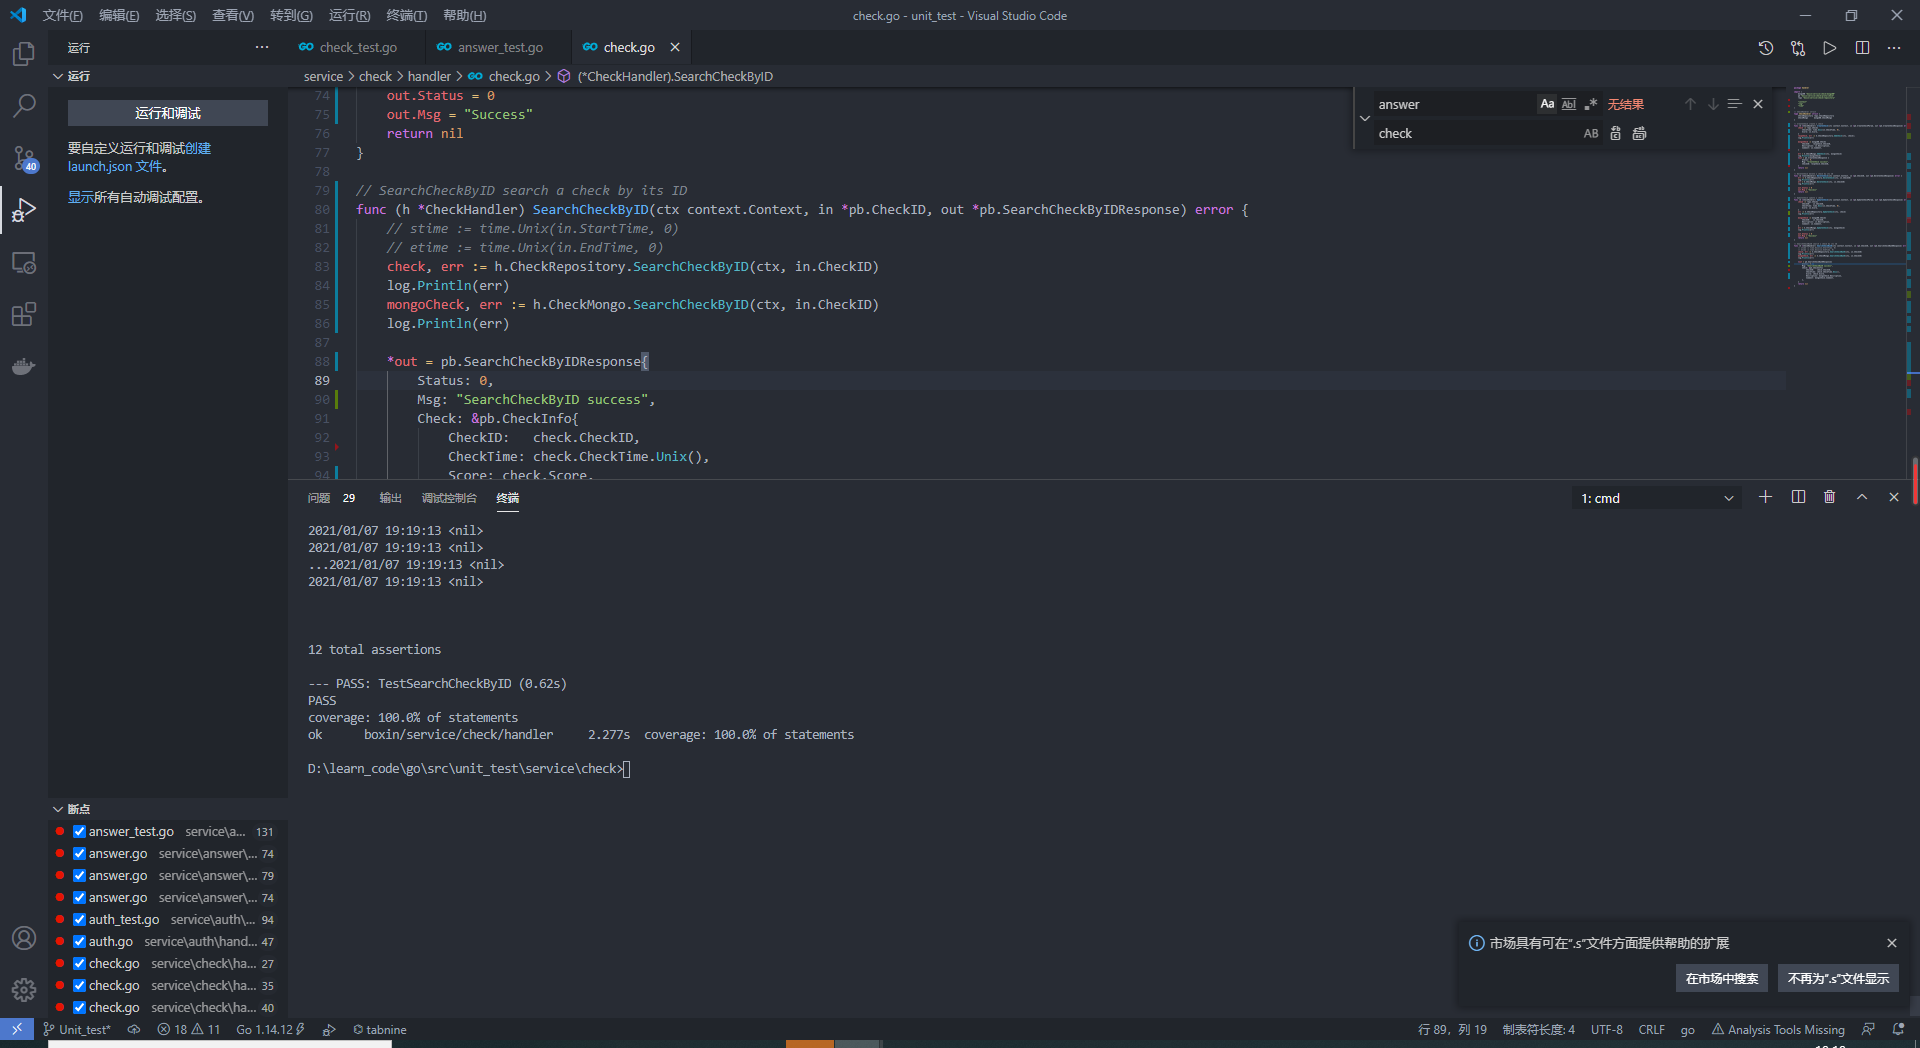 文件(F) 编辑(E) 选择(S) 查看(V) 转到(G) 运行(R) 终端(T) 帮助(H) check.go - unit_test - Visual Studio Code
运行 ··· check_test.go answer_test.go check.go
运行
service > check > handler > check.go > (*CheckHandler).SearchCheckByID
运行和调试
要自定义运行和调试创建
launch.json 文件。
显示所有自动调试配置。
74 out.Status = 0
75 out.Msg = "Success"
76 return nil
77 }
78
79 // SearchCheckByID search a check by its ID
80 func (h *CheckHandler) SearchCheckByID(ctx context.Context, in *pb.CheckID, out *pb.SearchCheckByIDResponse) error {
81 // stime := time.Unix(in.StartTime, 0)
82 // etime := time.Unix(in.EndTime, 0)
83 check, err := h.CheckRepository.SearchCheckByID(ctx, in.CheckID)
84 log.Println(err)
85 mongoCheck, err := h.CheckMongo.SearchCheckByID(ctx, in.CheckID)
86 log.Println(err)
87
88 *out = pb.SearchCheckByIDResponse{
89 Status: 0,
90 Msg: "SearchCheckByID success",
91 Check: &pb.CheckInfo{
92 CheckID: check.CheckID,
93 CheckTime: check.CheckTime.Unix(),
94 Score: check.Score,
answer Aa Abl .* 无结果
check AB
40
问题 29 输出 调试控制台 终端 1: cmd
2021/01/07 19:19:13 <nil>
2021/01/07 19:19:13 <nil>
...2021/01/07 19:19:13 <nil>
2021/01/07 19:19:13 <nil>
12 total assertions
--- PASS: TestSearchCheckByID (0.62s)
PASS
coverage: 100.0% of statements
ok boxin/service/check/handler 2.277s coverage: 100.0% of statements
D:\learn_code\go\src\unit_test\service\check>
断点
answer_test.go service\a... 131
answer.go service\answer\... 74
answer.go service\answer\... 79
answer.go service\answer\... 74
auth_test.go service\auth\... 94
auth.go service\auth\hand... 47
check.go service\check\ha... 27
check.go service\check\ha... 35
check.go service\check\ha... 40
市场具有可在".s"文件方面提供帮助的扩展
在市场中搜索 不再为".s"文件显示
Unit_test* 18 11 Go 1.14.12 tabnine 行 89，列 19 制表符长度: 4 UTF-8 CRLF go Analysis Tools Missing